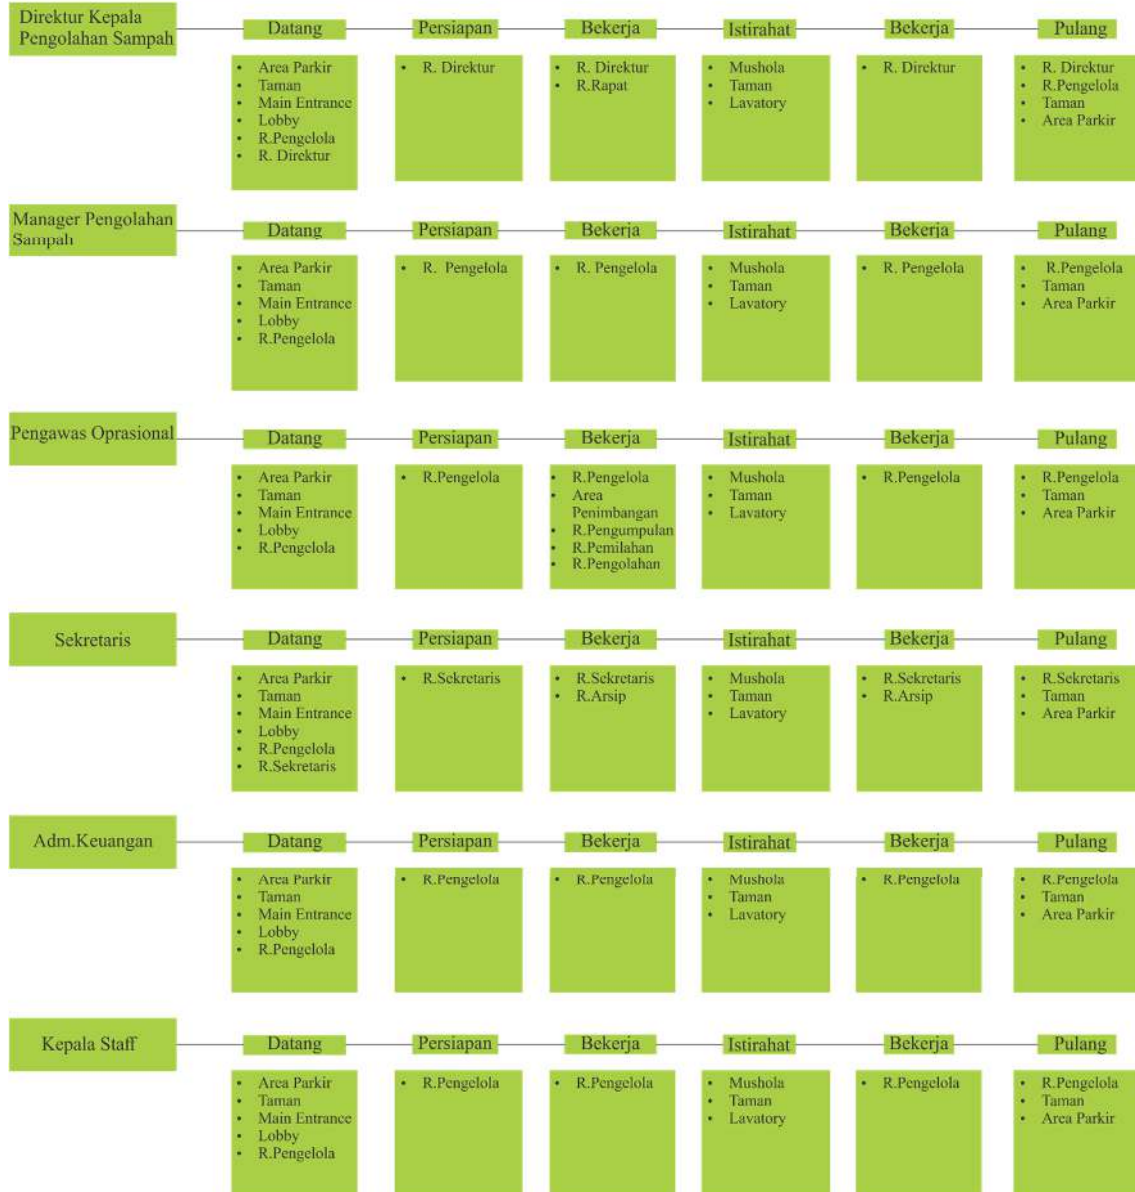 Direktur Kepala
Pengolahan Sampah
Datang
Persiapan
Bekerja
Istirahat
Bekerja
Pulang
• Area Parkir
• Taman
• Main Entrance
• Lobby
• R.Pengelola
• R. Direktur
• R. Direktur
• R. Direktur
• R.Rapat
• Mushola
• Taman
• Lavatory
• R. Direktur
• R. Direktur
• R.Pengelola
• Taman
• Area Parkir
Manager Pengolahan
Sampah
Datang
Persiapan
Bekerja
Istirahat
Bekerja
Pulang
• Area Parkir
• Taman
• Main Entrance
• Lobby
• R.Pengelola
• R. Pengelola
• R. Pengelola
• Mushola
• Taman
• Lavatory
• R. Pengelola
• R.Pengelola
• Taman
• Area Parkir
Pengawas Oprasional
Datang
Persiapan
Bekerja
Istirahat
Bekerja
Pulang
• Area Parkir
• Taman
• Main Entrance
• Lobby
• R.Pengelola
• R.Pengelola
• R.Pengelola
• Area
Penimbangan
• R.Pengumpulan
• R.Pemilahan
• R.Pengolahan
• Mushola
• Taman
• Lavatory
• R.Pengelola
• R.Pengelola
• Taman
• Area Parkir
Sekretaris
Datang
Persiapan
Bekerja
Istirahat
Bekerja
Pulang
• Area Parkir
• Taman
• Main Entrance
• Lobby
• R.Pengelola
• R.Sekretaris
• R.Sekretaris
• R.Sekretaris
• R.Arsip
• Mushola
• Taman
• Lavatory
• R.Sekretaris
• R.Arsip
• R.Sekretaris
• Taman
• Area Parkir
Adm.Keuangan
Datang
Persiapan
Bekerja
Istirahat
Bekerja
Pulang
• Area Parkir
• Taman
• Main Entrance
• Lobby
• R.Pengelola
• R.Pengelola
• R.Pengelola
• Mushola
• Taman
• Lavatory
• R.Pengelola
• R.Pengelola
• Taman
• Area Parkir
Kepala Staff
Datang
Persiapan
Bekerja
Istirahat
Bekerja
Pulang
• Area Parkir
• Taman
• Main Entrance
• Lobby
• R.Pengelola
• R.Pengelola
• R.Pengelola
• Mushola
• Taman
• Lavatory
• R.Pengelola
• R.Pengelola
• Taman
• Area Parkir